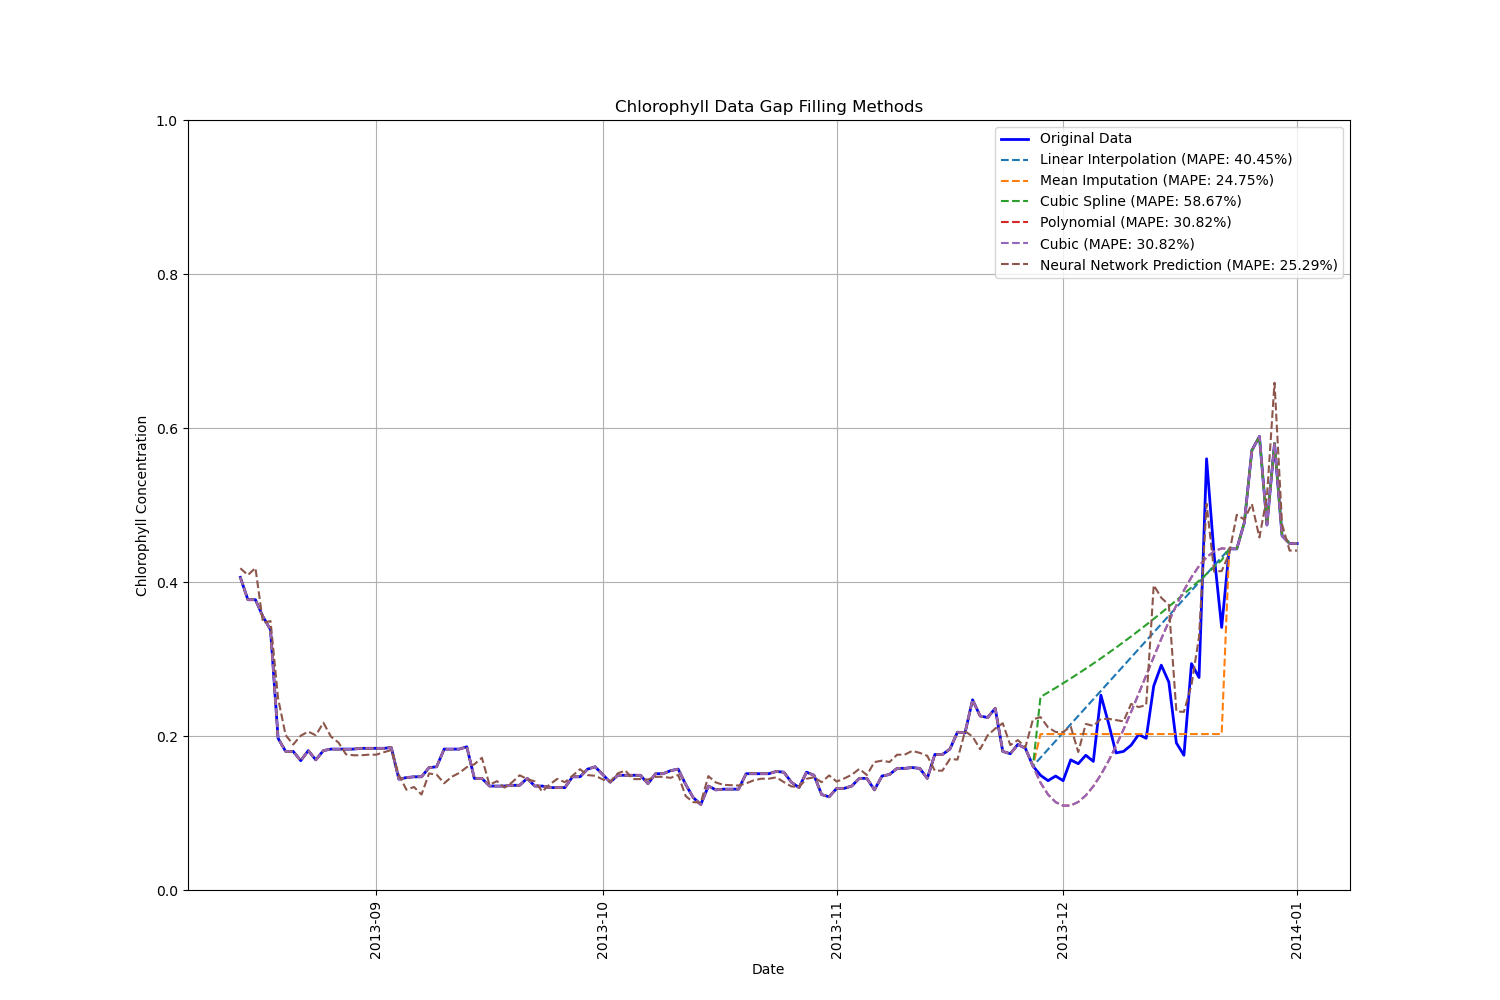 Chlorophyll Data Gap Filling Methods
1.0
0.8
0.6
0.4
0.2
0.0
Chlorophyll Concentration
Original Data
Linear Interpolation (MAPE: 40.45%)
Mean Imputation (MAPE: 24.75%)
Cubic Spline (MAPE: 58.67%)
Polynomial (MAPE: 30.82%)
Cubic (MAPE: 30.82%)
Neural Network Prediction (MAPE: 25.29%)
2013-09
2013-10
2013-11
2013-12
2014-01
Date